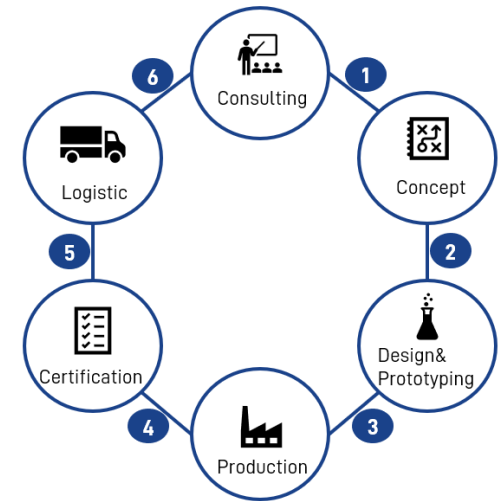 Consulting
1
Concept
2
Design&
Prototyping
3
Production
4
Certification
5
Logistic
6